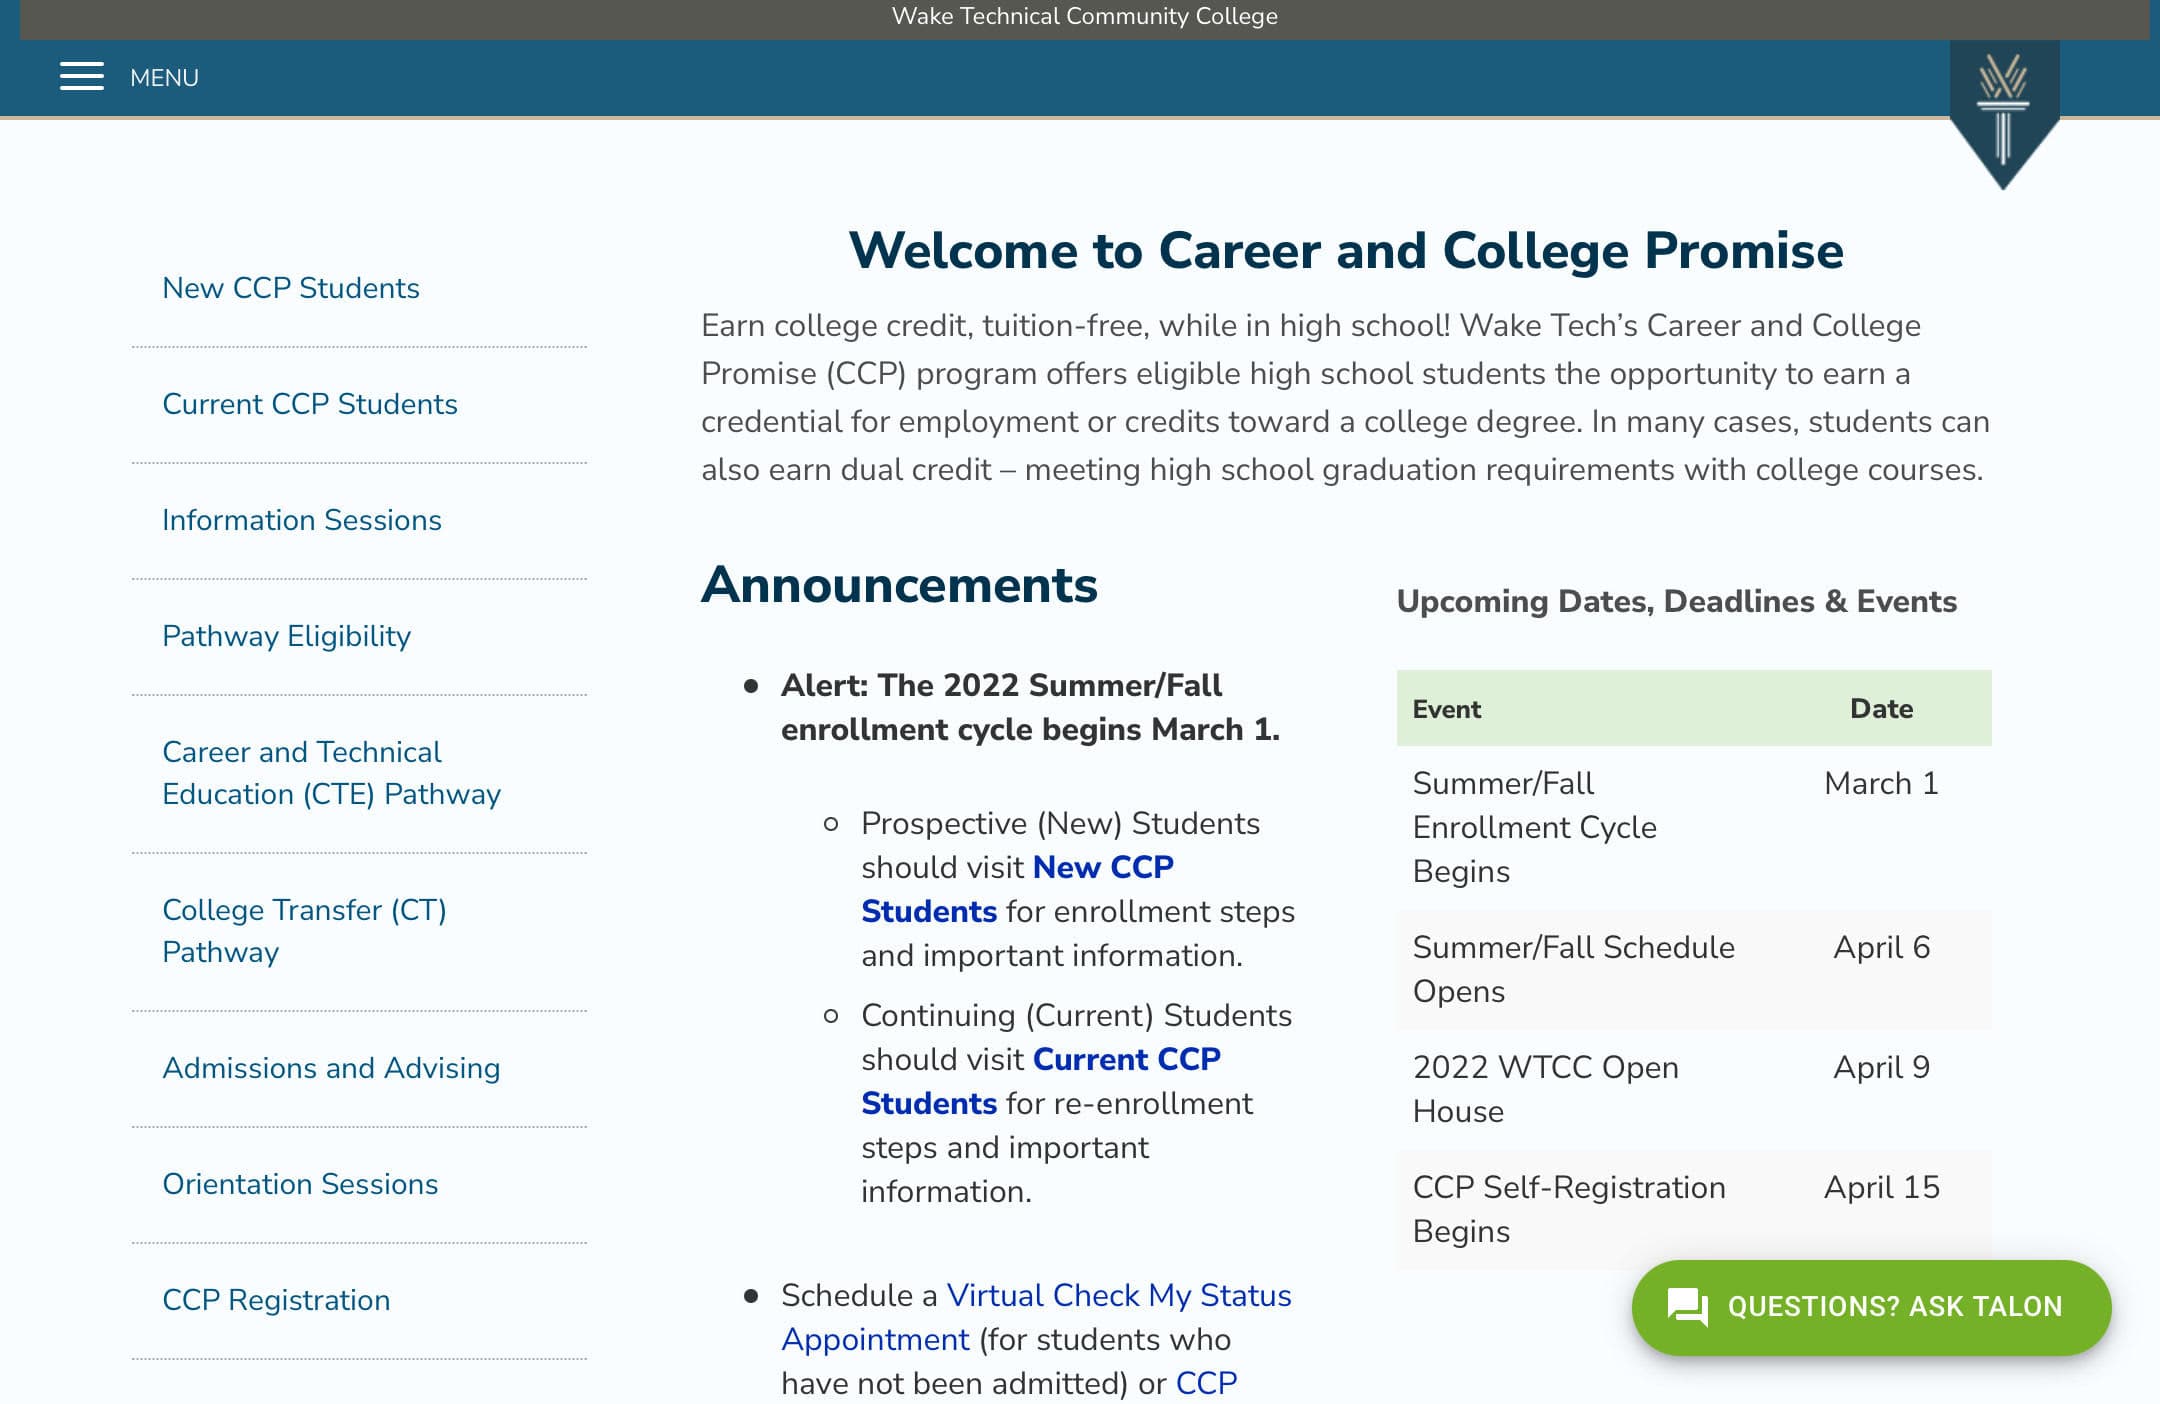 Wake Technical Community College
MENU
New CCP Students
Current CCP Students
Information Sessions
Pathway Eligibility
Career and Technical
Education (CTE) Pathway
College Transfer (CT)
Pathway
Admissions and Advising
Orientation Sessions
CCP Registration
Welcome to Career and College Promise
Earn college credit, tuition-free, while in high school! Wake Tech’s Career and College
Promise (CCP) program offers eligible high school students the opportunity to earn a
credential for employment or credits toward a college degree. In many cases, students can
also earn dual credit – meeting high school graduation requirements with college courses.
Announcements
Alert: The 2022 Summer/Fall
enrollment cycle begins March 1.
Prospective (New) Students
should visit New CCP
Students for enrollment steps
and important information.
Continuing (Current) Students
should visit Current CCP
Students for re-enrollment
steps and important
information.
Schedule a Virtual Check My Status
Appointment (for students who
have not been admitted) or CCP
Upcoming Dates, Deadlines & Events
Event Date
Summer/Fall March 1
Enrollment Cycle
Begins
Summer/Fall Schedule April 6
Opens
2022 WTCC Open April 9
House
CCP Self-Registration April 15
Begins
QUESTIONS? ASK TALON